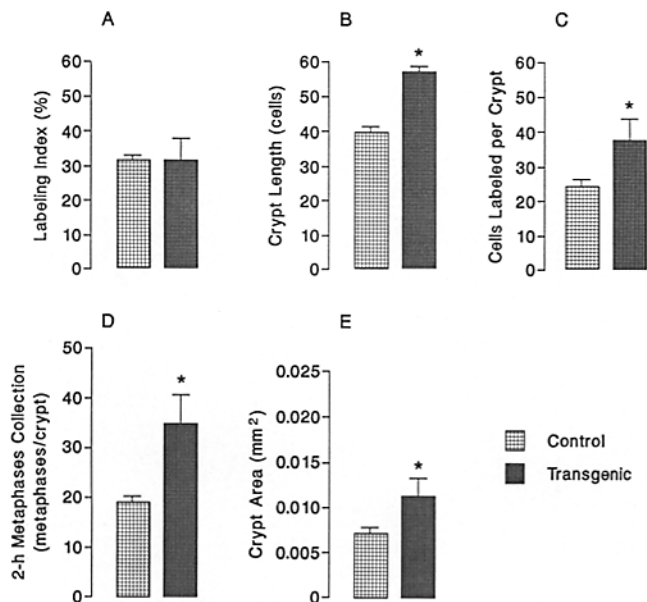 A
Labeling Index (%)
60
50
40
30
20
10
0
B
Crypt Length (cells)
60
50
40
30
20
10
0
*
C
Cells Labeled per Crypt
60
50
40
30
20
10
0
*
D
2-h Metaphases Collection
(metaphases/crypt)
50
40
30
20
10
0
*
E
Crypt Area (mm²)
0.025
0.020
0.015
0.010
0.005
0
*
Control
Transgenic